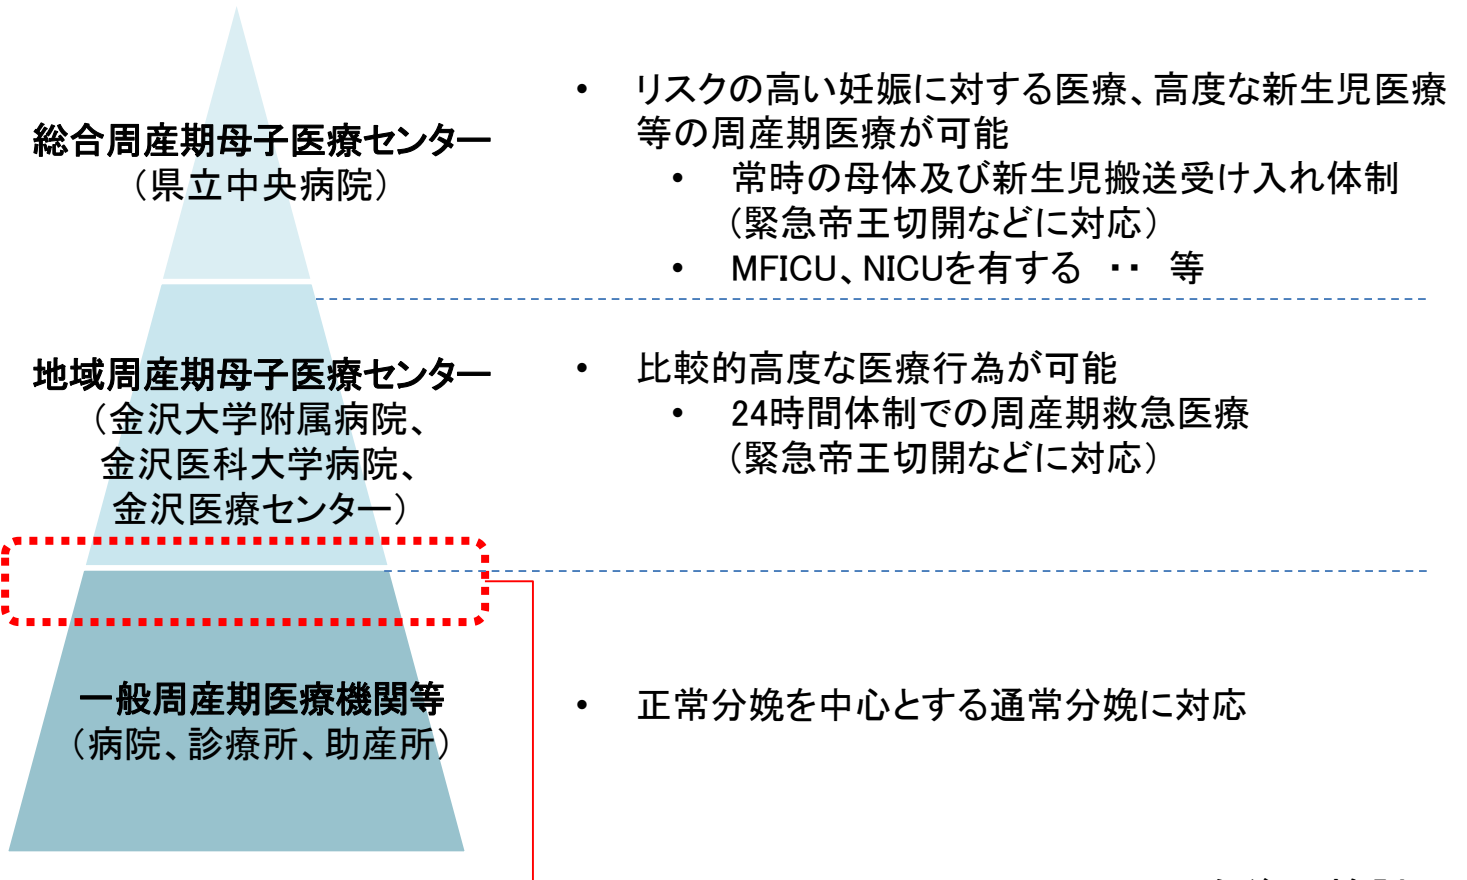 総合周産期母子医療センター
（県立中央病院）
• リスクの高い妊娠に対する医療、高度な新生児医療
等の周産期医療が可能
• 常時の母体及び新生児搬送受け入れ体制
（緊急帝王切開などに対応）
• MFICU、NICUを有する ・・ 等
地域周産期母子医療センター
（金沢大学附属病院、
金沢医科大学病院、
金沢医療センター）
• 比較的高度な医療行為が可能
• 24時間体制での周産期救急医療
（緊急帝王切開などに対応）
一般周産期医療機関等
（病院、診療所、助産所）
• 正常分娩を中心とする通常分娩に対応